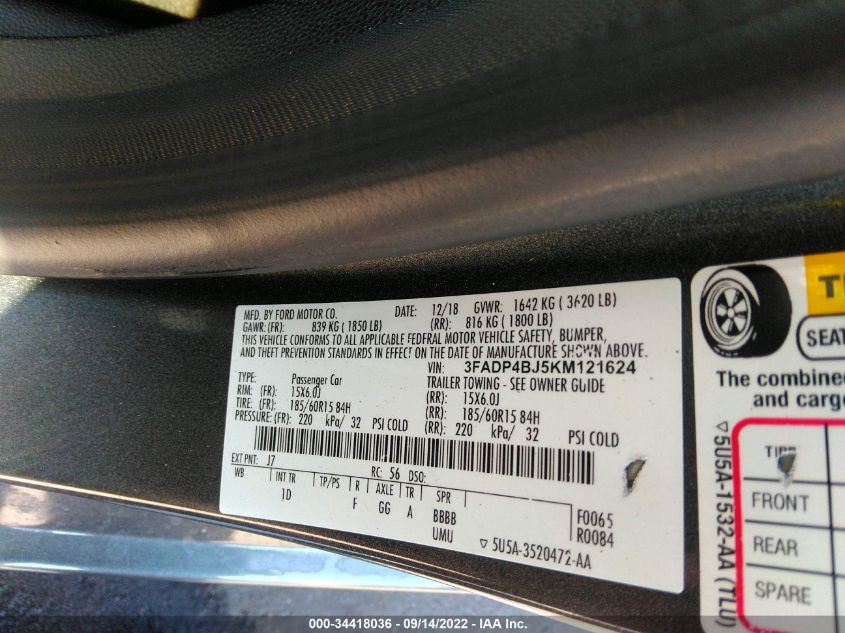 MFD. BY FORD MOTOR CO.
DATE: 12/18 GVWR: 1642 KG ( 3620 LB)
GAWR: (FR): 839 KG ( 1850 LB) (RR): 816 KG ( 1800 LB)
THIS VEHICLE CONFORMS TO ALL APPLICABLE FEDERAL MOTOR VEHICLE SAFETY, BUMPER,
AND THEFT PREVENTION STANDARDS IN EFFECT ON THE DATE OF MANUFACTURE SHOWN ABOVE.
VIN: 3FADP4BJ5KM121624
TYPE: Passenger Car TRAILER TOWING - SEE OWNER GUIDE
RIM: (FR): 15X6.0J (RR): 15X6.0J
TIRE: (FR): 185/60R15 84H (RR): 185/60R15 84H
PRESSURE: (FR): 220 kPa/ 32 PSI COLD (RR): 220 kPa/ 32 PSI COLD
EXT PNT: J7 RC: 56 DSO:
WB INT TR TP/PS R AXLE TR SPR
1D F GG A BBBB
UMU
F0065
R0084
▽ 5U5A-3520472-AA
SEAT
The combined
and cargo
▽5U5A-1532-AA (TLU)
TIRE
FRONT
REAR
SPARE
000-34418036 - 09/14/2022 - IAA Inc.